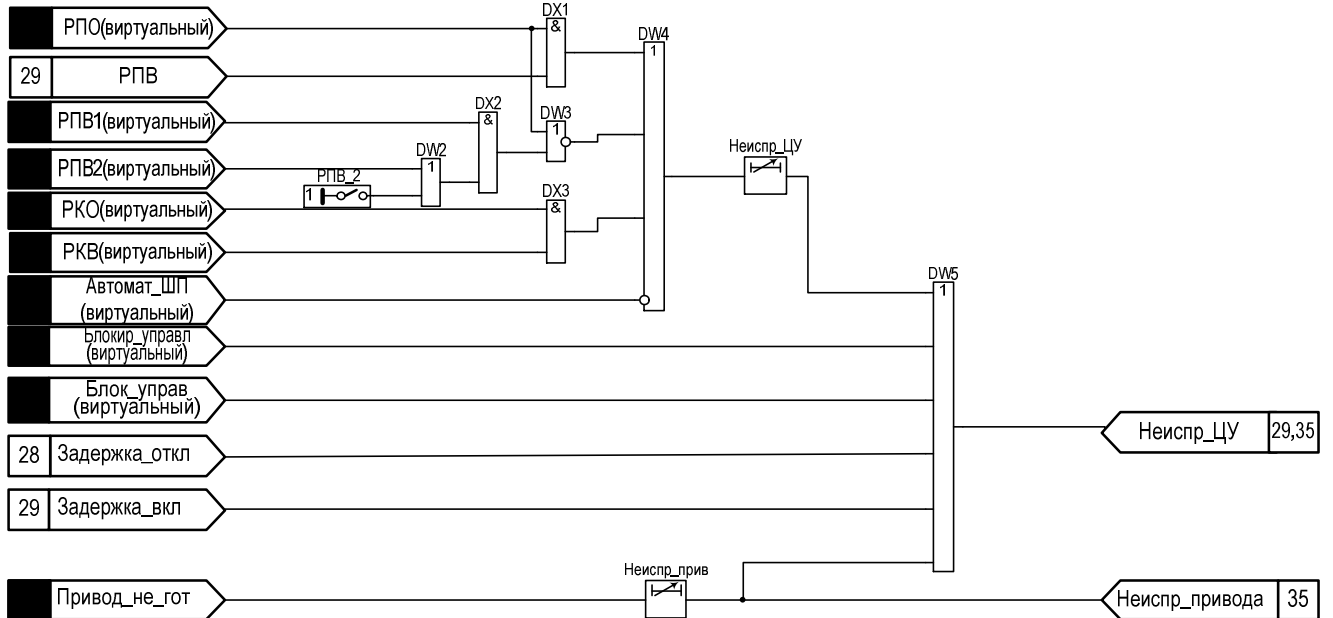 РПО(виртуальный)
29 РПВ
РПВ1(виртуальный)
РПВ2(виртуальный)
РКО(виртуальный)
РКВ(виртуальный)
Автомат_ШП
(виртуальный)
Блокир_управл
(виртуальный)
Блок_управ
(виртуальный)
28 Задержка_откл
29 Задержка_вкл
Привод_не_гот
РПВ_2
1
DW2
1
DX2
&
DX1
&
DW3
1
DX3
&
DW4
1
Неиспр_ЦУ
Неиспр_прив
DW5
1
Неиспр_ЦУ 29,35
Неиспр_привода 35